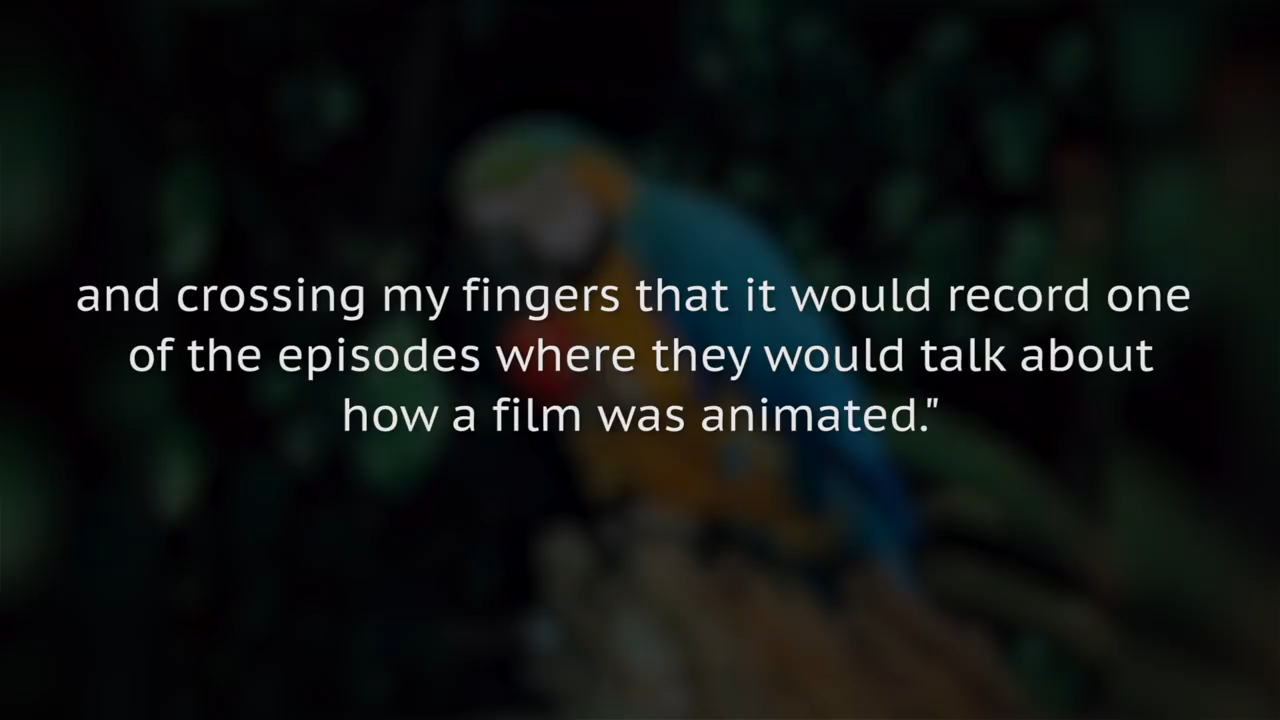 and crossing my fingers that it would record one
of the episodes where they would talk about
how a film was animated."